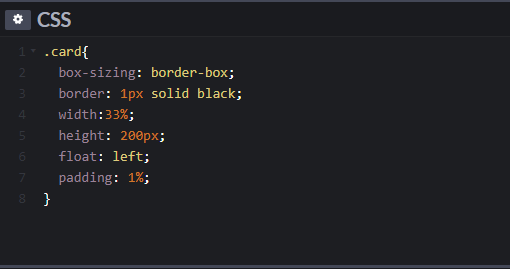 CSS
1 .card{
2 box-sizing: border-box;
3 border: 1px solid black;
4 width:33%;
5 height: 200px;
6 float: left;
7 padding: 1%;
8 }